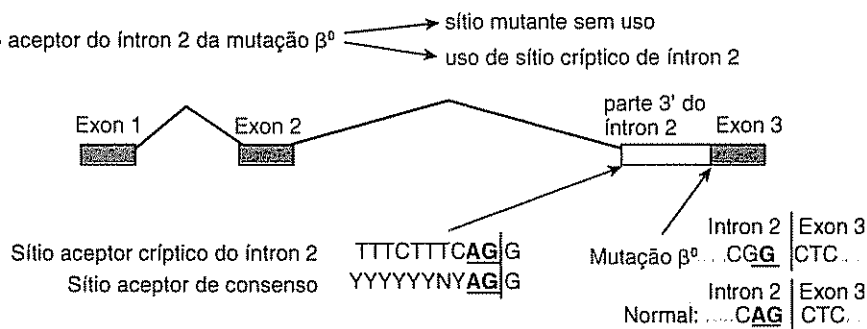 aceptor do íntron 2 da mutação β⁰
sítio mutante sem uso
uso de sítio críptico de íntron 2
Exon 1
Exon 2
parte 3' do
íntron 2
Exon 3
Sítio aceptor críptico do íntron 2 TTTCTTTCAG|G
Sítio aceptor de consenso YYYYYYNYAG|G
Intron 2 | Exon 3
Mutação β⁰ ....CGG | CTC...
Intron 2 | Exon 3
Normal: ....CAG | CTC...